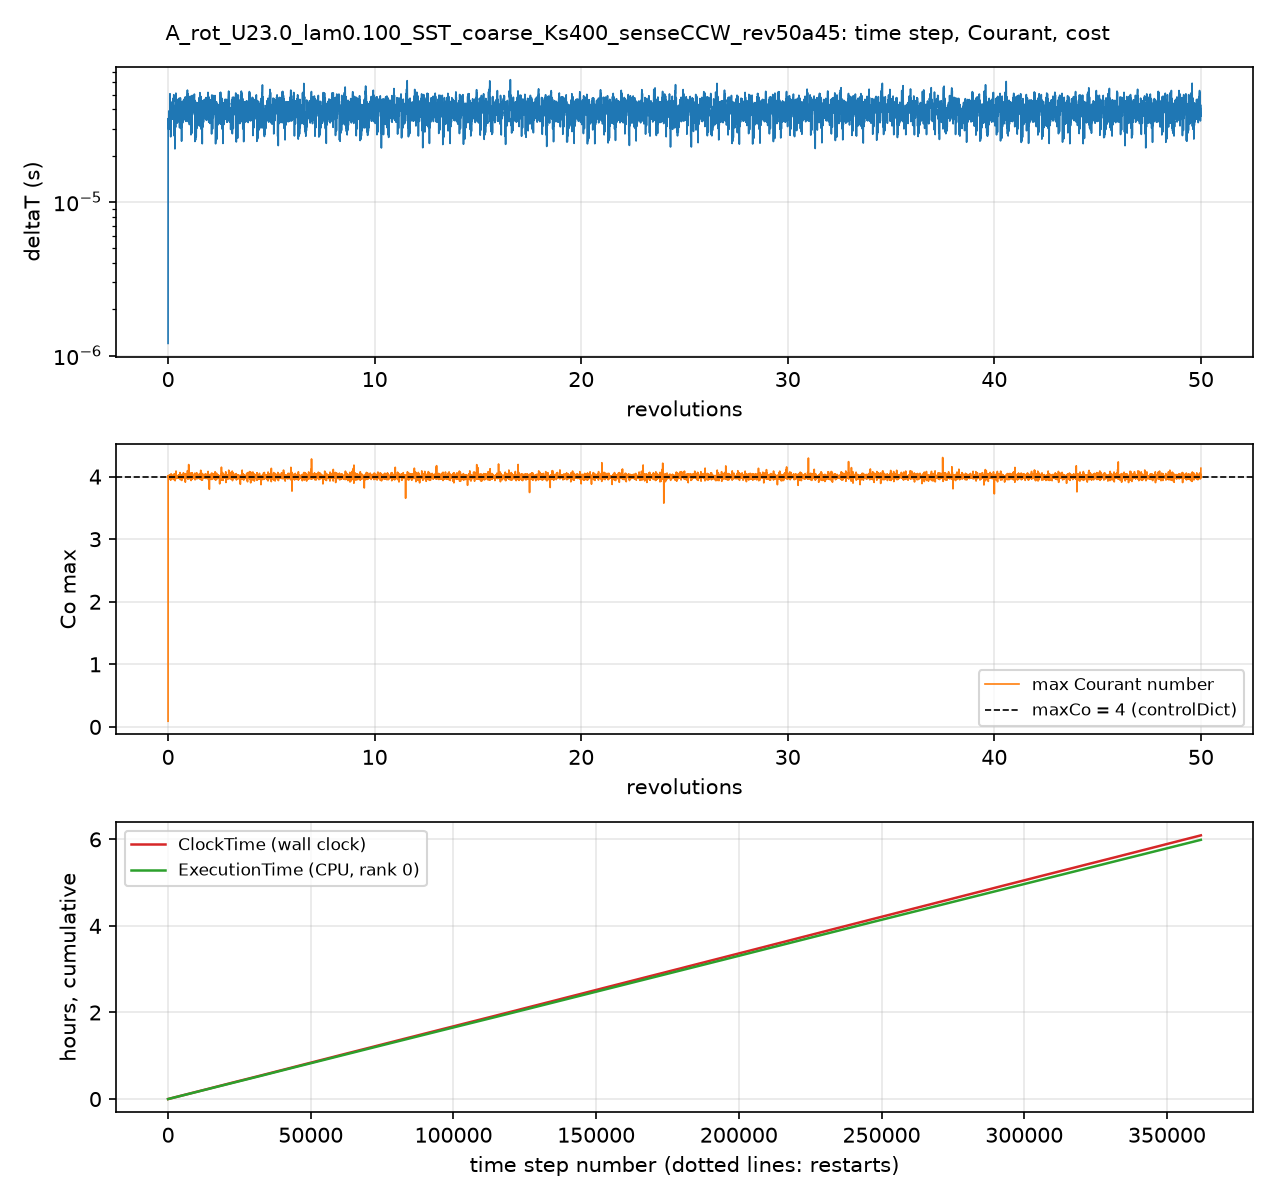 A_rot_U23.0_lam0.100_SST_coarse_Ks400_senseCCW_rev50a45: time step, Courant, cost
deltaT (s)
10⁻⁵
10⁻⁶
0 10 20 30 40 50
revolutions
Co max
4
3
2
1
0
max Courant number
maxCo = 4 (controlDict)
0 10 20 30 40 50
revolutions
hours, cumulative
6
4
2
0
ClockTime (wall clock)
ExecutionTime (CPU, rank 0)
0 50000 100000 150000 200000 250000 300000 350000
time step number (dotted lines: restarts)